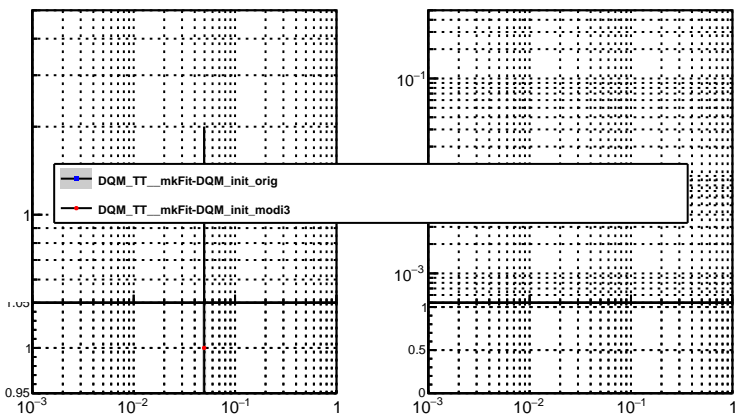 10⁻¹
1
DQM_TT__mkFit-DQM_init_orig
DQM_TT__mkFit-DQM_init_modi3
10⁻³
1.05
1
0.95
1
0.5
0
10⁻³ 10⁻² 10⁻¹ 1
10⁻³ 10⁻² 10⁻¹ 1